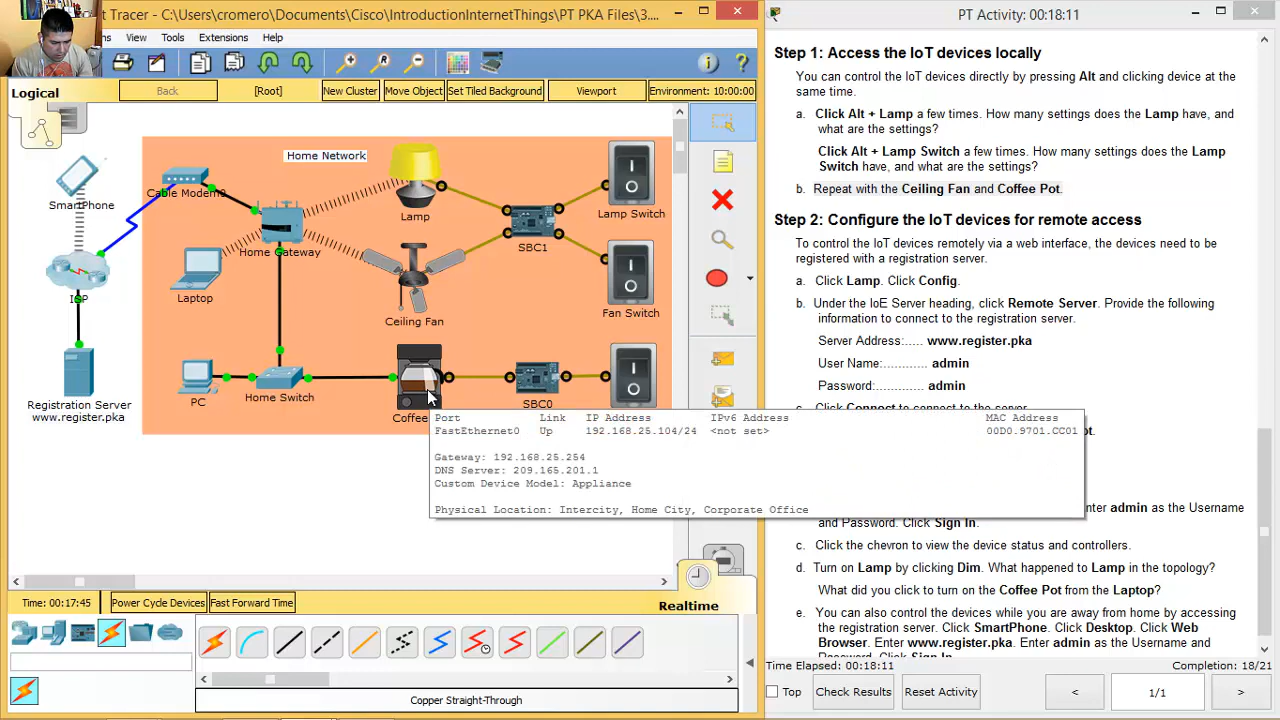 t Tracer - C:\Users\cromero\Documents\Cisco\IntroductionInternetThings\PT PKA Files\3....
View Tools Extensions Help
Logical
Back
[Root]
New Cluster
Move Object
Set Tiled Background
Viewport
Environment: 10:00:00
Home Network
Cable Modem0
SmartPhone
Lamp
Lamp Switch
SBC1
Home Gateway
Laptop
ISP
Ceiling Fan
Fan Switch
PC
Home Switch
Coffee
SBC0
Registration Server
www.register.pka
Port Link IP Address IPv6 Address MAC Address
FastEthernet0 Up 192.168.25.104/24 <not set> 00D0.9701.CC01
Gateway: 192.168.25.254
DNS Server: 209.165.201.1
Custom Device Model: Appliance
Physical Location: Intercity, Home City, Corporate Office
Time: 17:45
Power Cycle Devices
Fast Forward Time
Realtime
Copper Straight-Through
PT Activity: 00:18:11
Step 1: Access the IoT devices locally
You can control the IoT devices directly by pressing Alt and clicking device at the
same time.
a. Click Alt + Lamp a few times. How many settings does the Lamp have, and
what are the settings?
Click Alt + Lamp Switch a few times. How many settings does the Lamp
Switch have, and what are the settings?
b. Repeat with the Ceiling Fan and Coffee Pot.
Step 2: Configure the IoT devices for remote access
To control the IoT devices remotely via a web interface, the devices need to be
registered with a registration server.
a. Click Lamp. Click Config.
b. Under the IoE Server heading, click Remote Server. Provide the following
information to connect to the registration server.
Server Address:..... www.register.pka
User Name:.............. admin
Password:............... admin
c. Click Connect to connect to the server.
ot.
nter admin as the Username
and Password. Click Sign In.
c. Click the chevron to view the device status and controllers.
d. Turn on Lamp by clicking Dim. What happened to Lamp in the topology?
What did you click to turn on the Coffee Pot from the Laptop?
e. You can also control the devices while you are away from home by accessing
the registration server. Click SmartPhone. Click Desktop. Click Web
Browser. Enter www.register.pka. Enter admin as the Username and
Password. Click Sign In.
Time Elapsed: 00:18:11
Completion: 18/21
Top
Check Results
Reset Activity
<
1/1
>